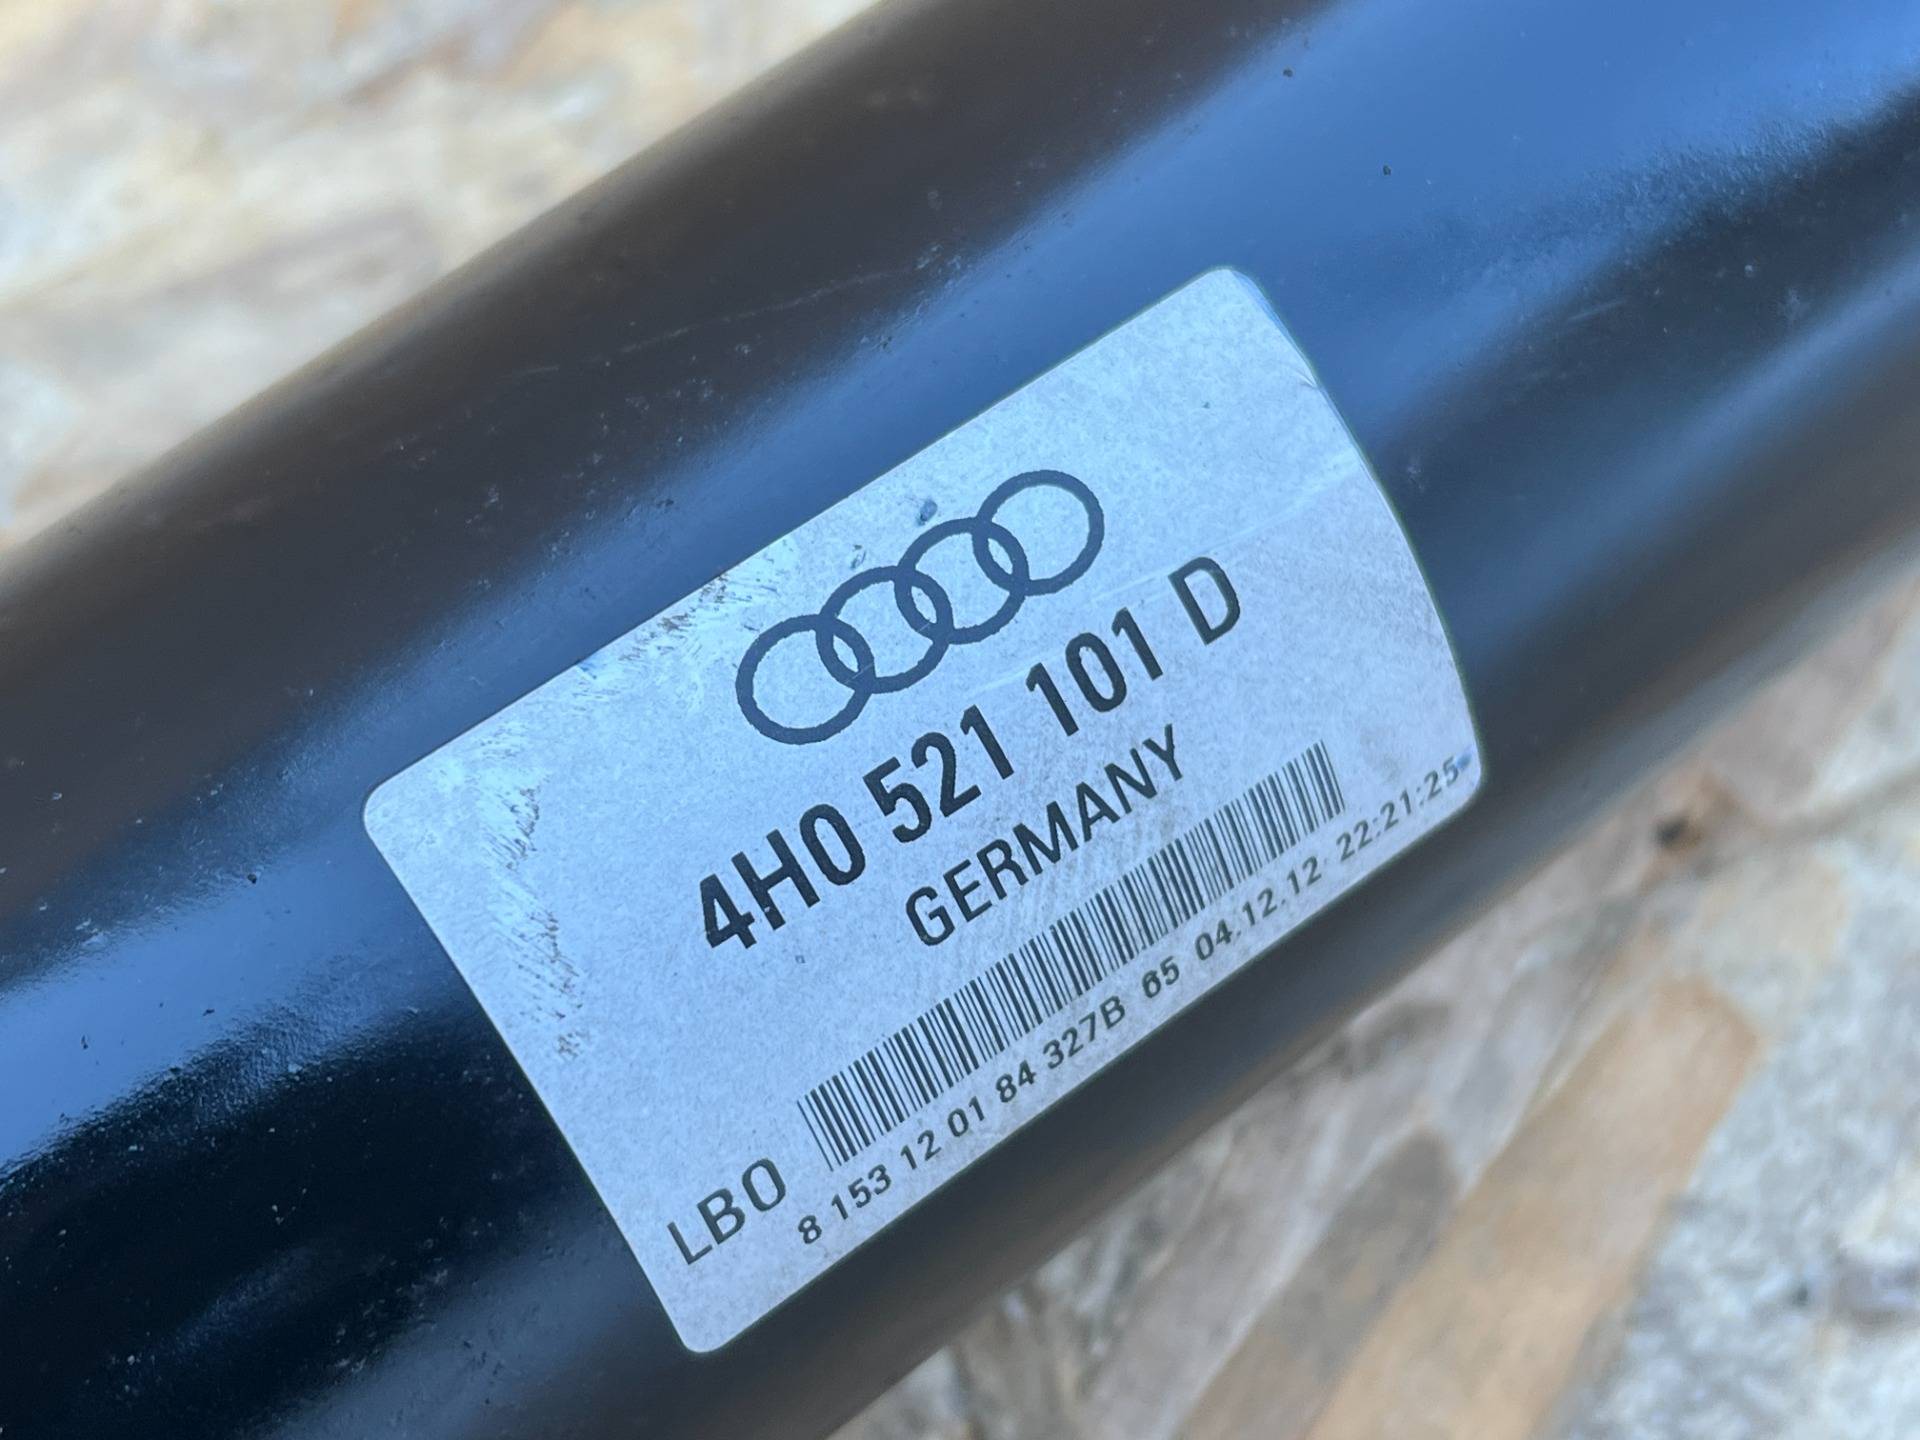 4H0 521 101 D
GERMANY
LBO
8 153 12 01 84 327B 65 04.12.12 22:21:25